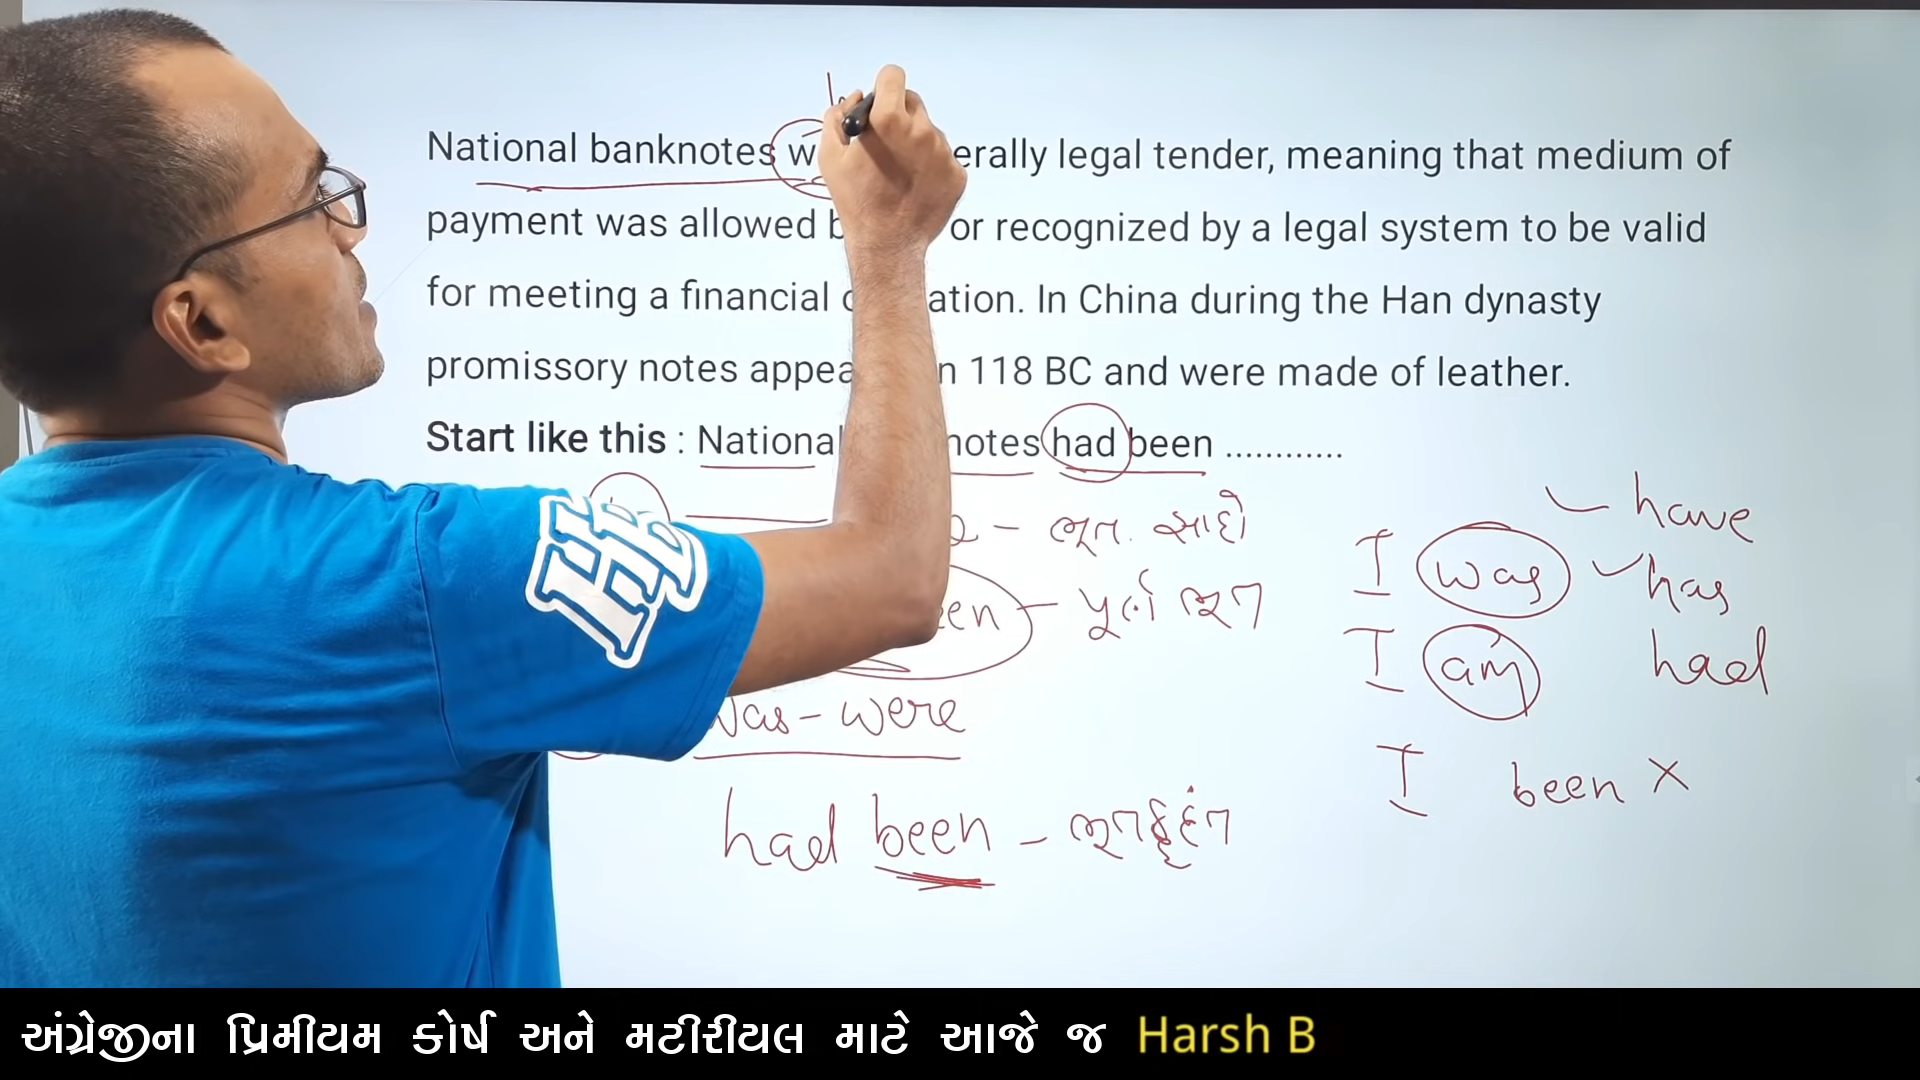 National banknotes erally legal tender, meaning that medium of
payment was allowed or recognized by a legal system to be valid
for meeting a financial ation. In China during the Han dynasty
promissory notes appea n 118 BC and were made of leather.
Start like this : National notes had been ............
– ભૂત. સાદો
een – પૂર્ણ ભૂત
was – were
had been – ભૂતકૃદંત
have
I was has
I am had
I been ×
HB
અંગ્રેજીના પ્રિમીયમ કોર્ષ અને મટીરીયલ માટે આજે જ Harsh B